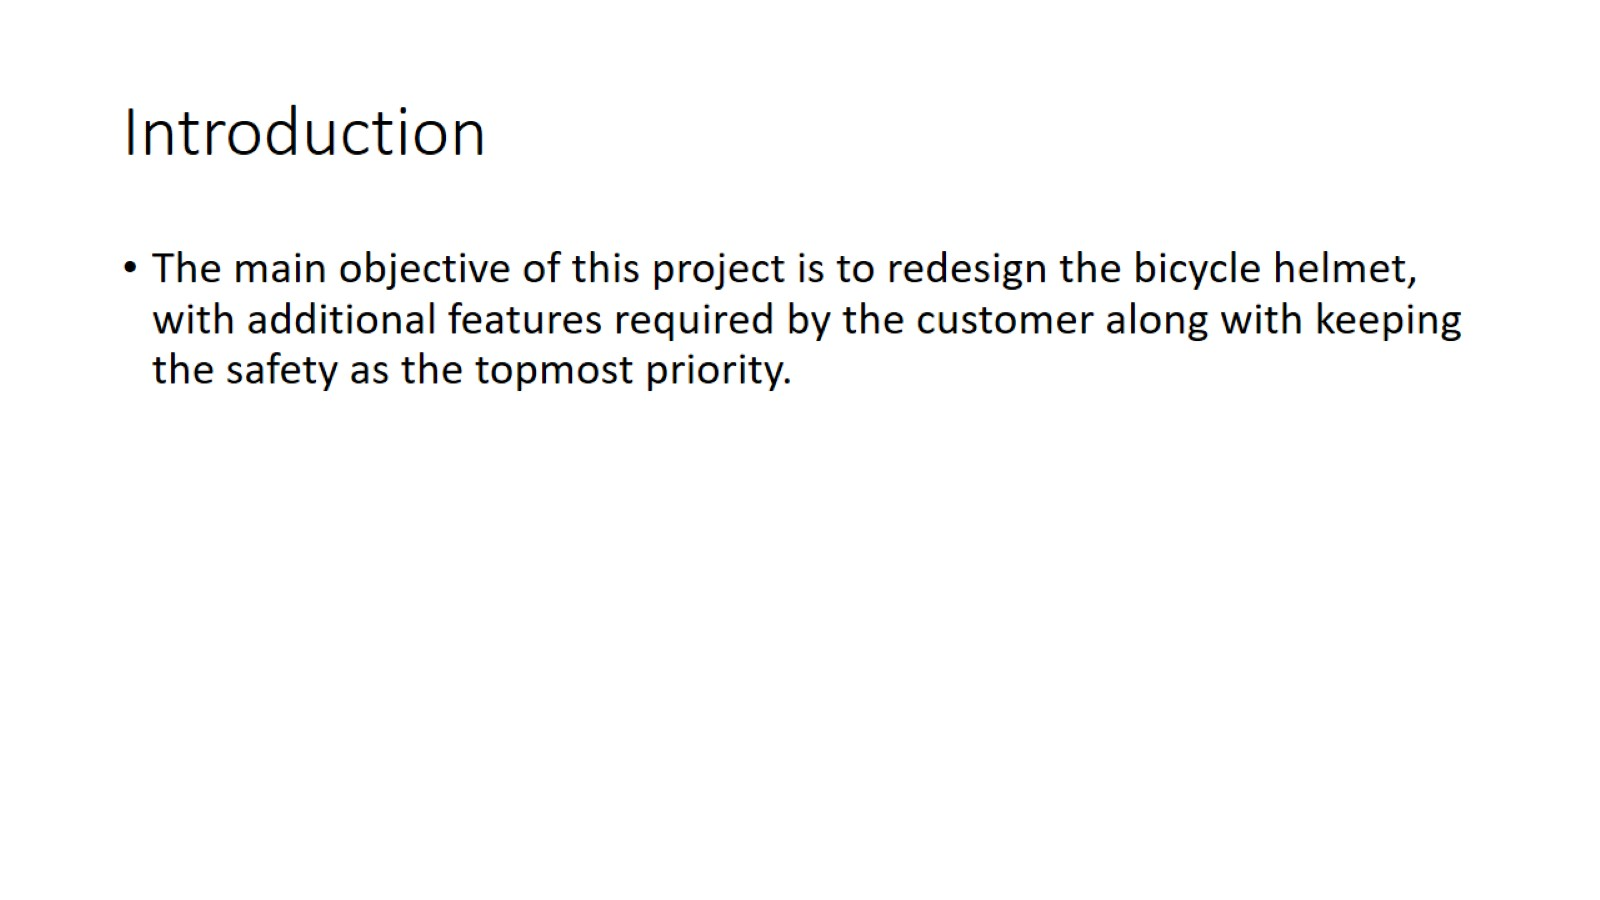 Introduction
• The main objective of this project is to redesign the bicycle helmet,
with additional features required by the customer along with keeping
the safety as the topmost priority.